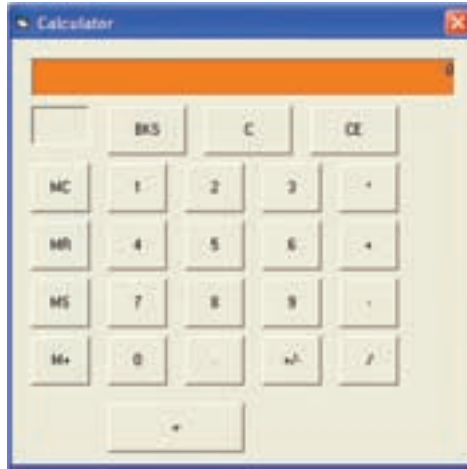 Calculator
0
BKS C CE
MC 1 2 3 *
MR 4 5 6 +
MS 7 8 9 -
M+ 0 . +/- /